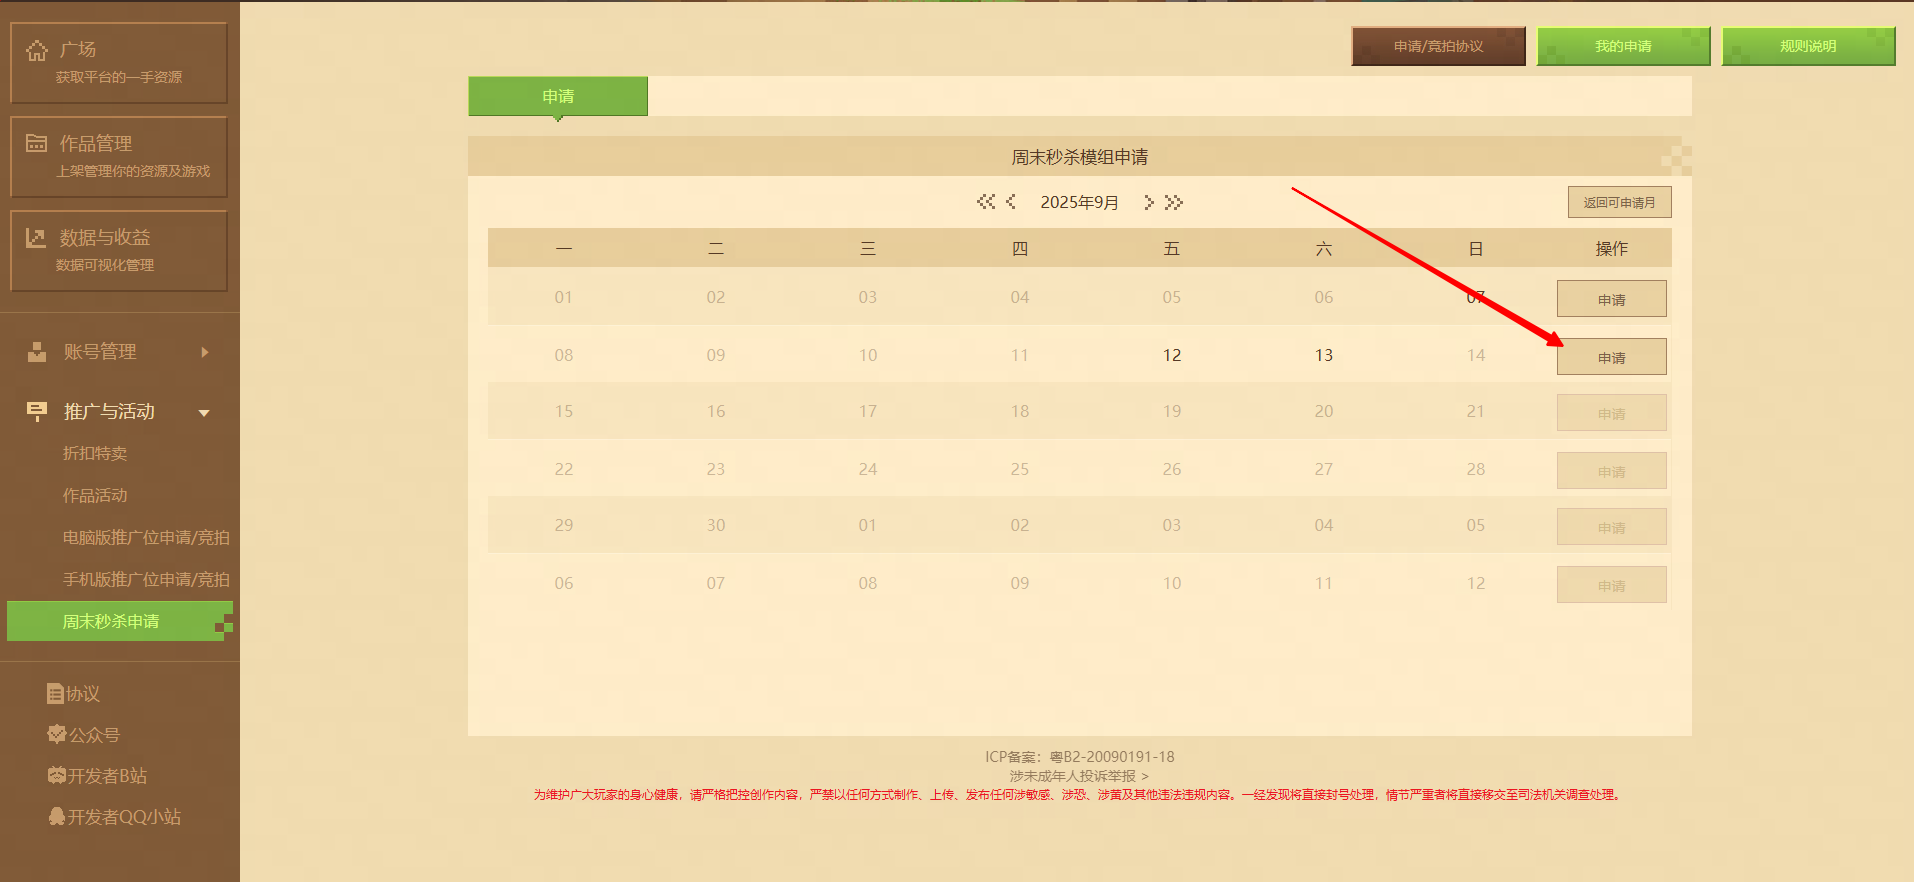 广场
获取平台的一手资源
作品管理
上架管理你的资源及游戏
数据与收益
数据可视化管理
账号管理
推广与活动
折扣特卖
作品活动
电脑版推广位申请/竞拍
手机版推广位申请/竞拍
周末秒杀申请
协议
公众号
开发者B站
开发者QQ小站
申请/竞拍协议 我的申请 规则说明
申请
周末秒杀模组申请
2025年9月 返回可申请月
一 二 三 四 五 六 日 操作
01 02 03 04 05 06 07 申请
08 09 10 11 12 13 14 申请
15 16 17 18 19 20 21 申请
22 23 24 25 26 27 28 申请
29 30 01 02 03 04 05 申请
06 07 08 09 10 11 12 申请
ICP备案：粤B2-20090191-18
涉未成年人投诉举报 >
为维护广大玩家的身心健康，请严格把控创作内容，严禁以任何方式制作、上传、发布任何涉敏感、涉恐、涉黄及其他违法违规内容。一经发现将直接封号处理，情节严重者将直接移交至司法机关调查处理。